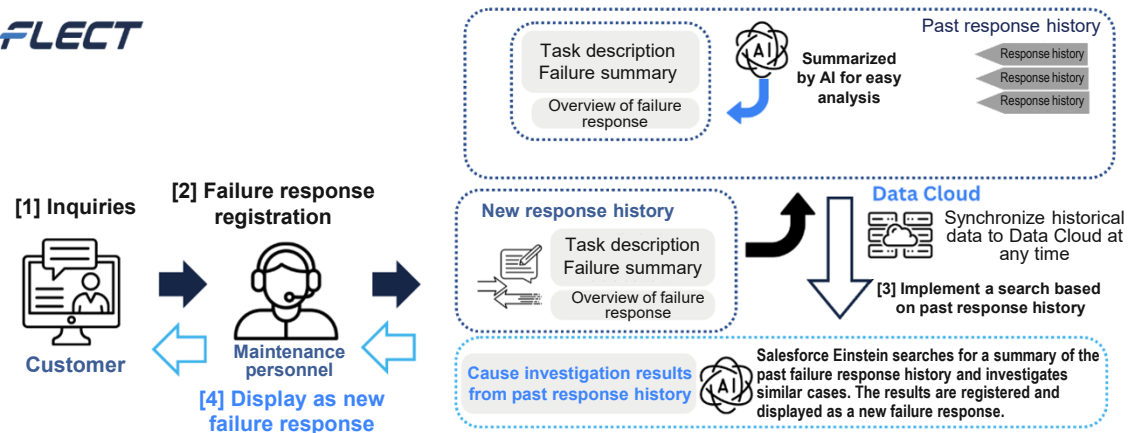 FLECT
Past response history
Response history
Response history
Response history
AI
Summarized
by AI for easy
analysis
Task description
Failure summary
Overview of failure
response
[1] Inquiries
Customer
[2] Failure response
registration
Maintenance
personnel
[4] Display as new
failure response
New response history
Task description
Failure summary
Overview of failure
response
Data Cloud
Synchronize historical
data to Data Cloud at
any time
[3] Implement a search based
on past response history
Cause investigation results
from past response history
AI
Salesforce Einstein searches for a summary of the
past failure response history and investigates
similar cases. The results are registered and
displayed as a new failure response.